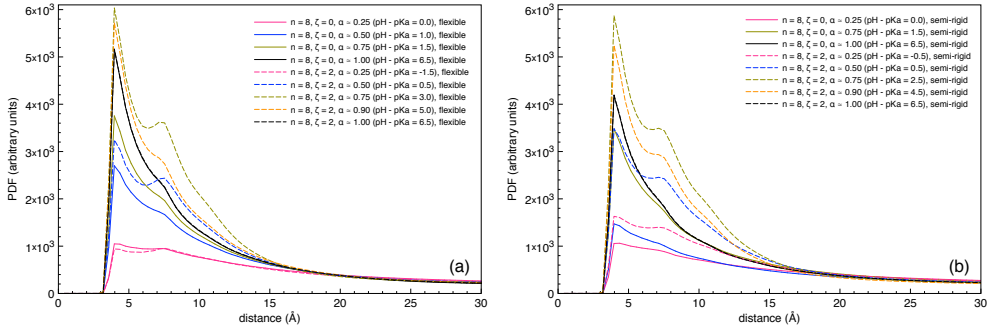 6×10³
5×10³
4×10³
3×10³
2×10³
1×10³
0
PDF (arbitrary units)
n = 8, ζ = 0, α ≈ 0.25 (pH - pKa = 0.0), flexible
n = 8, ζ = 0, α ≈ 0.50 (pH - pKa = 1.0), flexible
n = 8, ζ = 0, α ≈ 0.75 (pH - pKa = 1.5), flexible
n = 8, ζ = 0, α ≈ 1.00 (pH - pKa = 6.5), flexible
n = 8, ζ = 2, α ≈ 0.25 (pH - pKa = -1.5), flexible
n = 8, ζ = 2, α ≈ 0.50 (pH - pKa = 0.5), flexible
n = 8, ζ = 2, α ≈ 0.75 (pH - pKa = 3.0), flexible
n = 8, ζ = 2, α ≈ 0.90 (pH - pKa = 5.0), flexible
n = 8, ζ = 2, α ≈ 1.00 (pH - pKa = 6.5), flexible
(a)
0 5 10 15 20 25 30
distance (Å)
6×10³
5×10³
4×10³
3×10³
2×10³
1×10³
0
PDF (arbitrary units)
n = 8, ζ = 0, α ≈ 0.25 (pH - pKa = 0.0), semi-rigid
n = 8, ζ = 0, α ≈ 0.75 (pH - pKa = 1.5), semi-rigid
n = 8, ζ = 0, α ≈ 1.00 (pH - pKa = 6.5), semi-rigid
n = 8, ζ = 2, α ≈ 0.25 (pH - pKa = -0.5), semi-rigid
n = 8, ζ = 2, α ≈ 0.50 (pH - pKa = 0.5), semi-rigid
n = 8, ζ = 2, α ≈ 0.75 (pH - pKa = 2.5), semi-rigid
n = 8, ζ = 2, α ≈ 0.90 (pH - pKa = 4.5), semi-rigid
n = 8, ζ = 2, α ≈ 1.00 (pH - pKa = 6.5), semi-rigid
(b)
0 5 10 15 20 25 30
distance (Å)